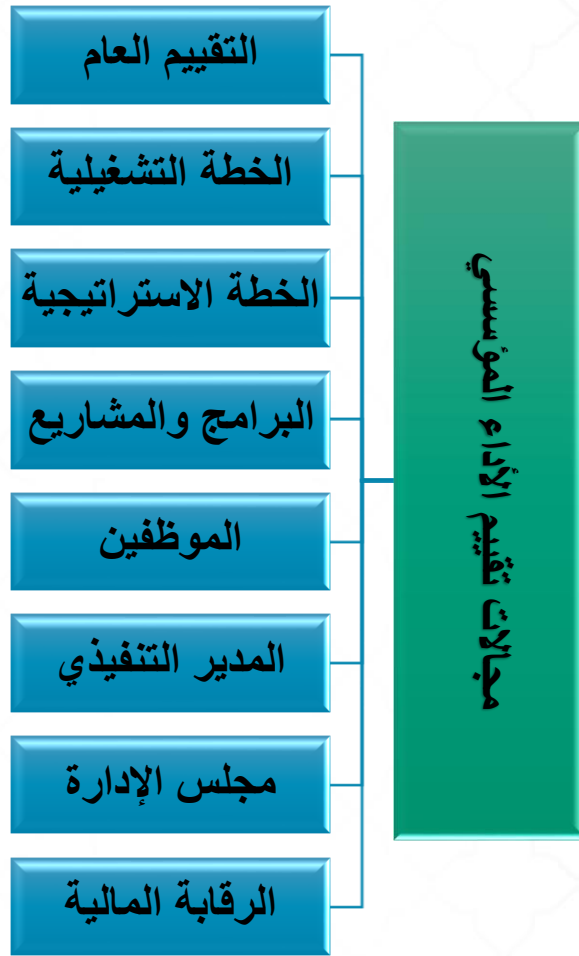 مجالات تقييم الأداء المؤسسي
التقييم العام
الخطة التشغيلية
الخطة الاستراتيجية
البرامج والمشاريع
الموظفين
المدير التنفيذي
مجلس الإدارة
الرقابة المالية